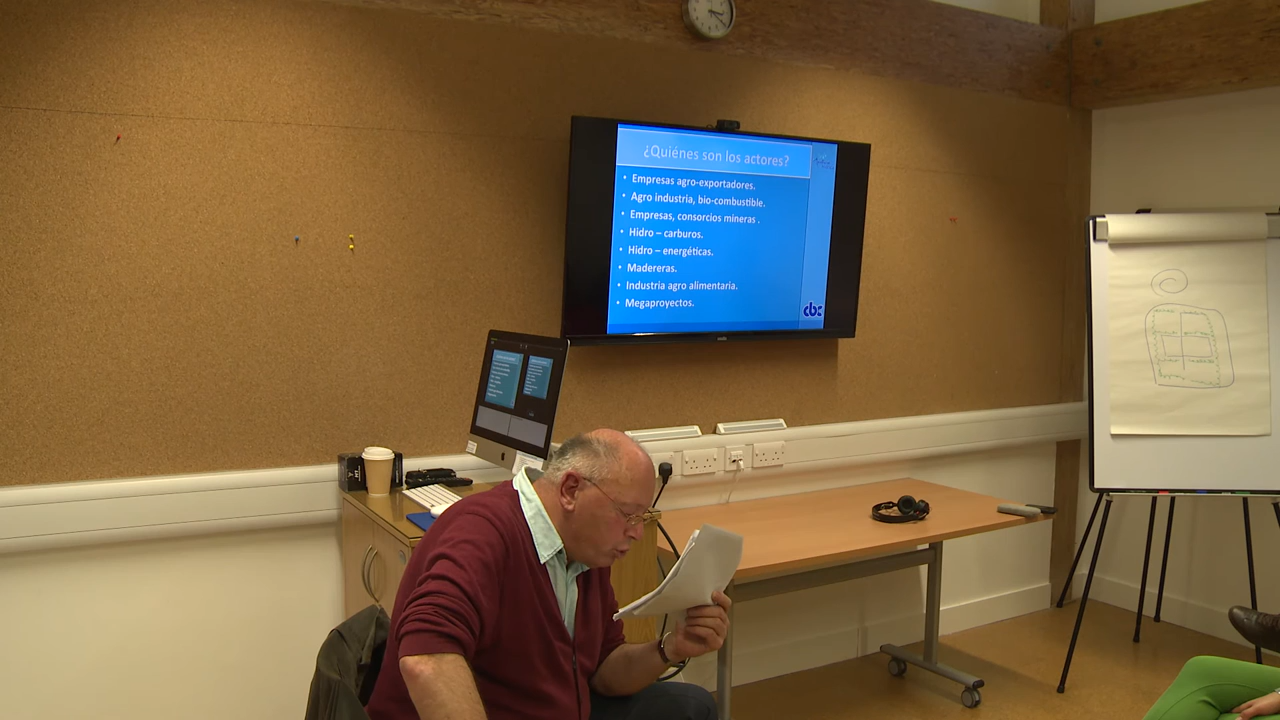 ¿Quiénes son los actores?
• Empresas agro-exportadores.
• Agro industria, bio-combustible.
• Empresas, consorcios mineras .
• Hidro – carburos.
• Hidro – energéticas.
• Madereras.
• Industria agro alimentaria.
• Megaproyectos.
cbc